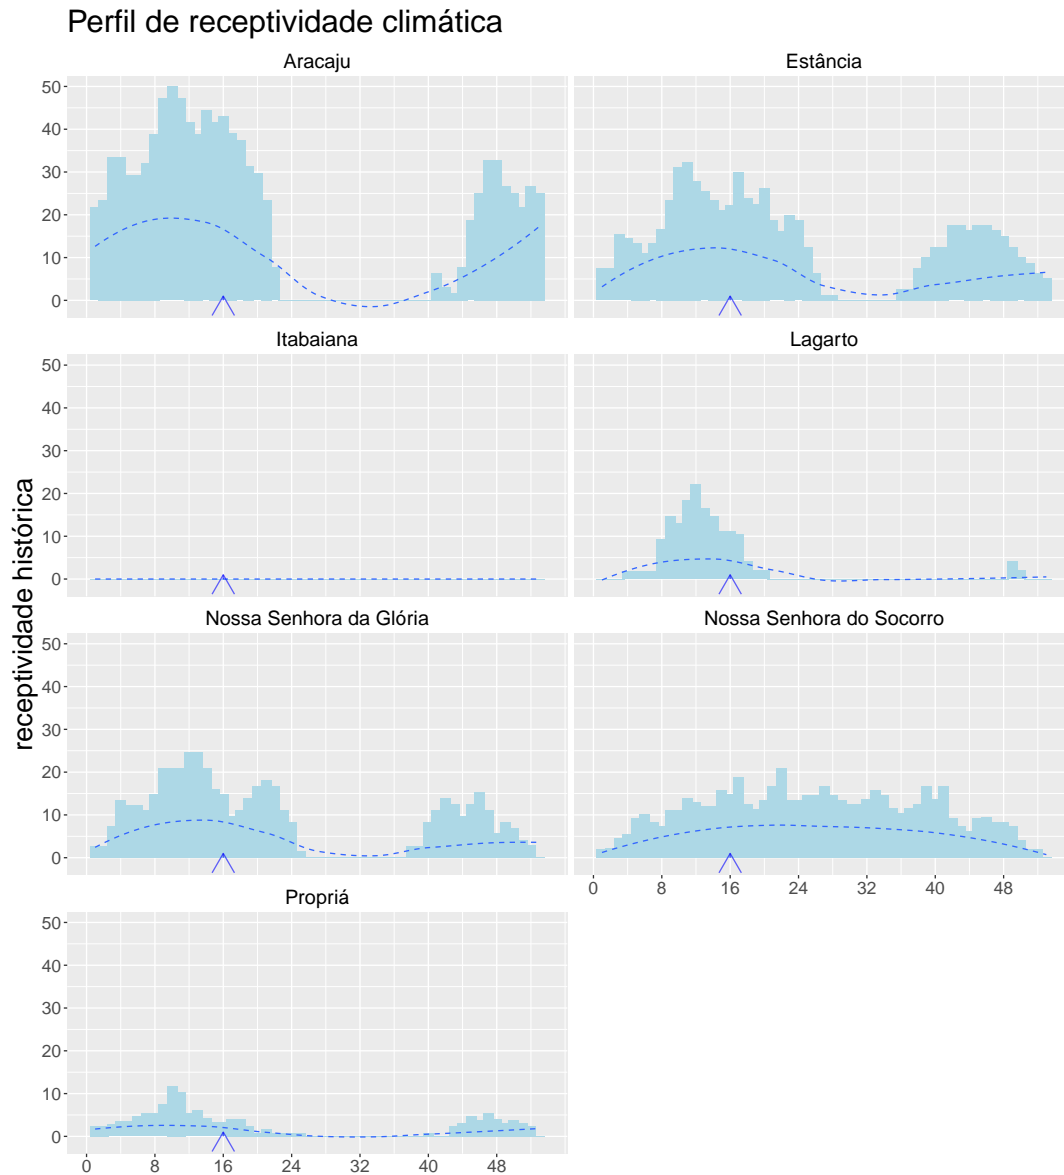 Perfil de receptividade climática
Aracaju
Estância
50
40
30
20
10
0
Itabaiana
Lagarto
50
40
30
20
10
0
receptividade histórica
Nossa Senhora da Glória
Nossa Senhora do Socorro
50
40
30
20
10
0
0 8 16 24 32 40 48
Propriá
50
40
30
20
10
0
0 8 16 24 32 40 48